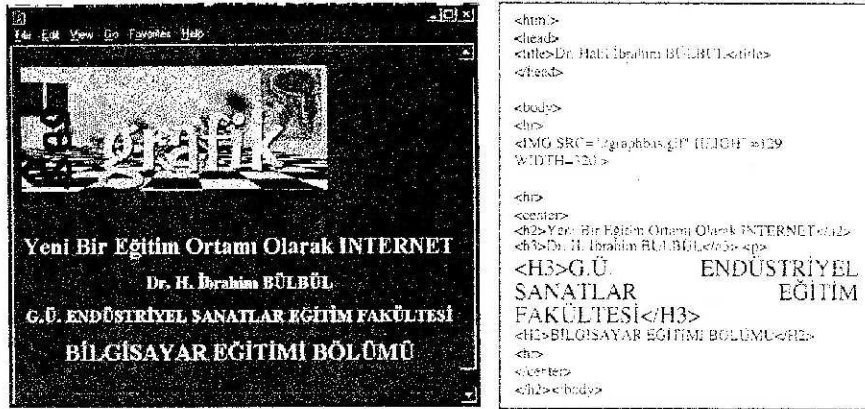 File Edit View Go Favorites Help
grafik
Yeni Bir Eğitim Ortamı Olarak INTERNET
Dr. H. İbrahim BÜLBÜL
G.Ü. ENDÜSTRİYEL SANATLAR EĞİTİM FAKÜLTESİ
BİLGİSAYAR EĞİTİMİ BÖLÜMÜ
<html>
<head>
<title>Dr. Halil İbrahim BÜLBÜL</title>
</head>
<body>
<hr>
<IMG SRC="/graphbas.gif" HEIGHT=129
WIDTH=320>
<hr>
<center>
<h2>Yeni Bir Eğitim Ortamı Olarak INTERNET</h2>
<h3>Dr. H. İbrahim BÜLBÜL</h3> <p>
<H3>G.Ü. ENDÜSTRİYEL
SANATLAR EĞİTİM
FAKÜLTESİ</H3>
<H2>BİLGİSAYAR EĞİTİMİ BÖLÜMÜ</H2>
<hr>
</center>
</h2><body>